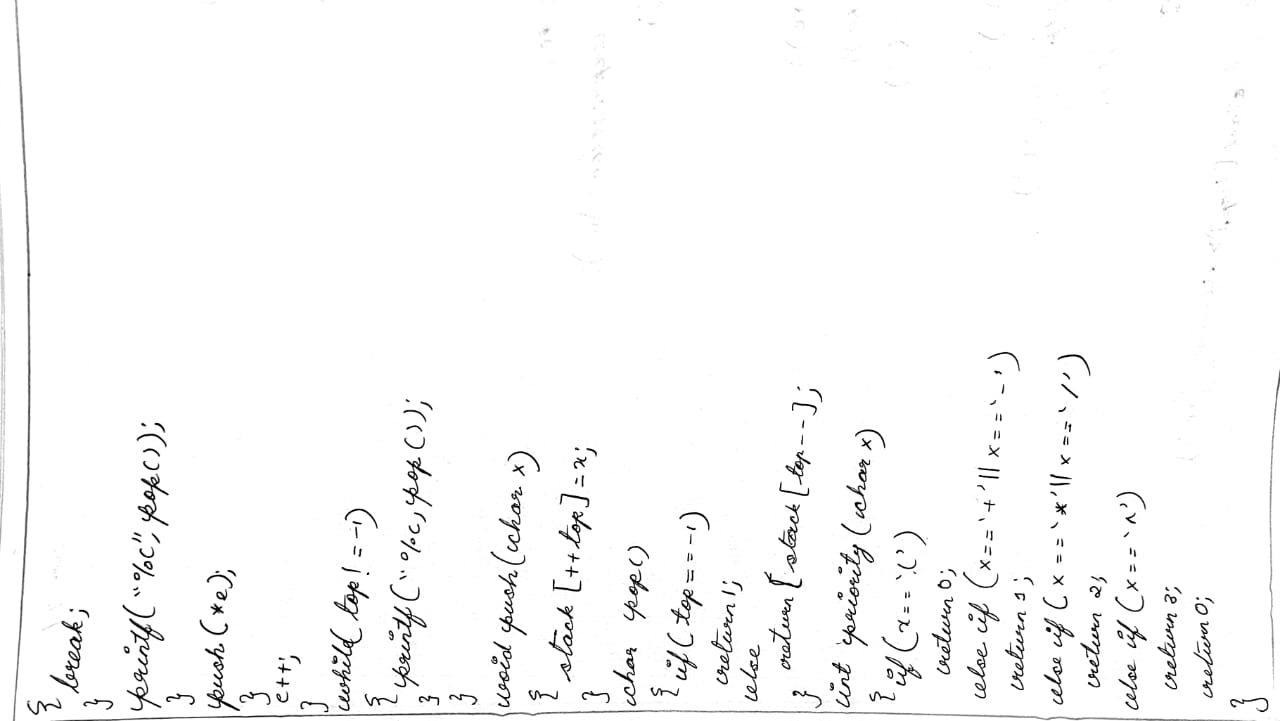 {
break;
}
printf("%c", pop());
}
push(*e);
}
e++;
}
while(top!=-1)
{
printf("%c, pop());
}
}
void push(char x)
{
stack[++top]=x;
}
char pop()
{
if(top==-1)
return 1;
else
return stack[top--];
}
int priority(char x)
{
if(x=='(')
return 0;
else if(x=='+'||x=='-')
return 1;
else if(x=='*'||x=='/')
return 2;
else if(x=='^')
return 3;
return 0;
}